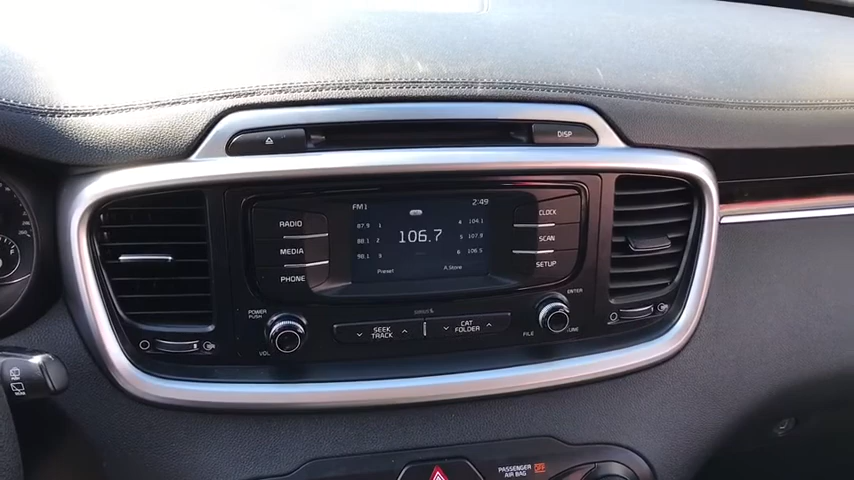 DISP
FM1 2:49
RADIO
MEDIA
PHONE
1 87.9
2 88.1
3 90.1
106.7
4 104.1
5 107.9
6 106.5
Preset A.Store
CLOCK
SCAN
SETUP
POWER
PUSH
VOL
SIRIUS
SEEK
TRACK
CAT
FOLDER
ENTER
FILE TUNE
PASSENGER
AIR BAG
OFF